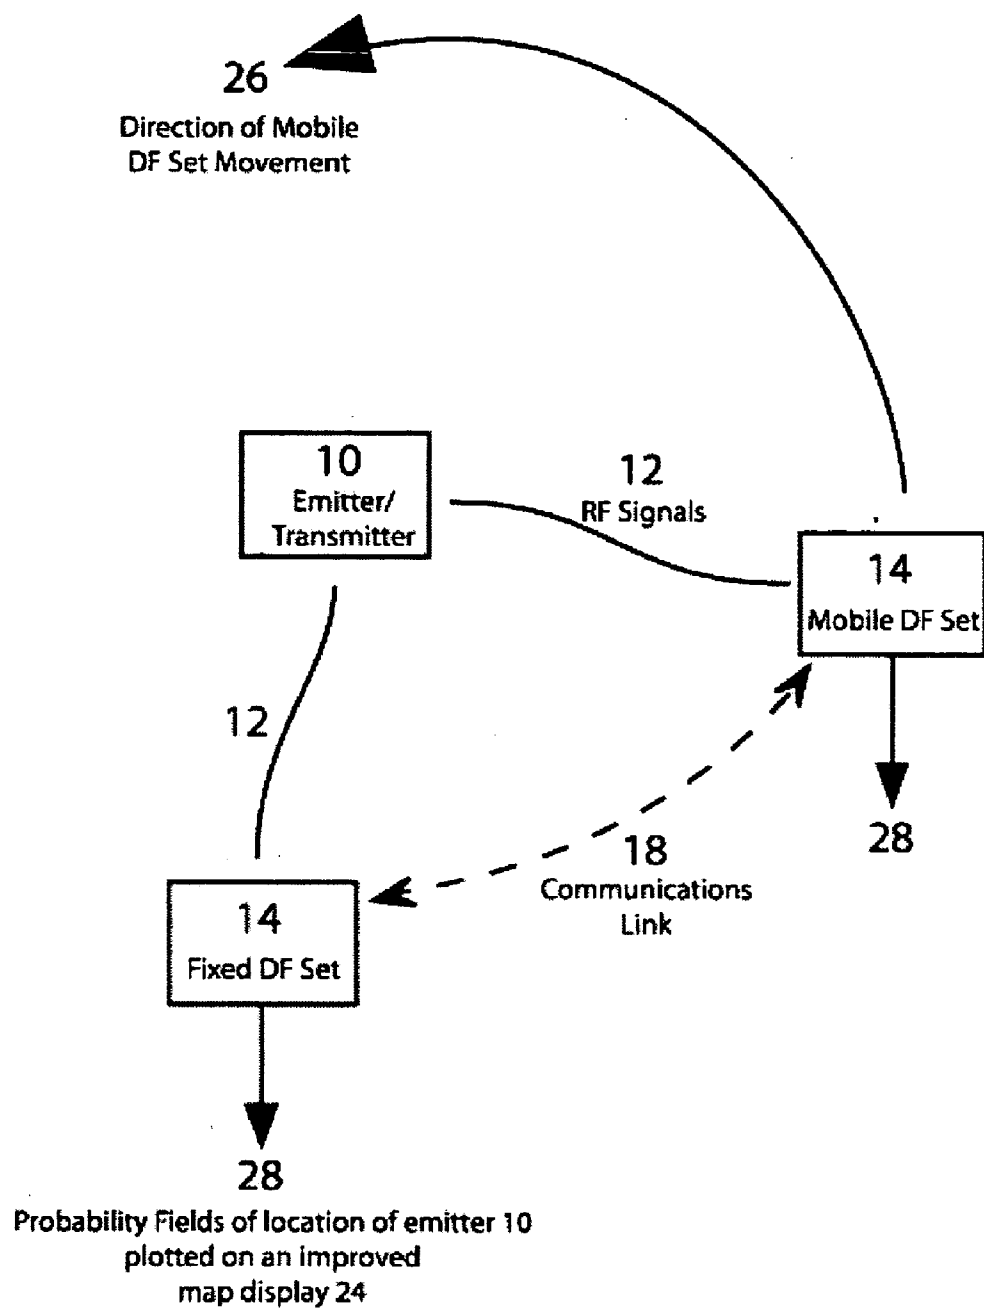 26
Direction of Mobile
DF Set Movement
10
Emitter/
Transmitter
12
RF Signals
14
Mobile DF Set
12
28
18
Communications
Link
14
Fixed DF Set
28
Probability Fields of location of emitter 10
plotted on an improved
map display 24